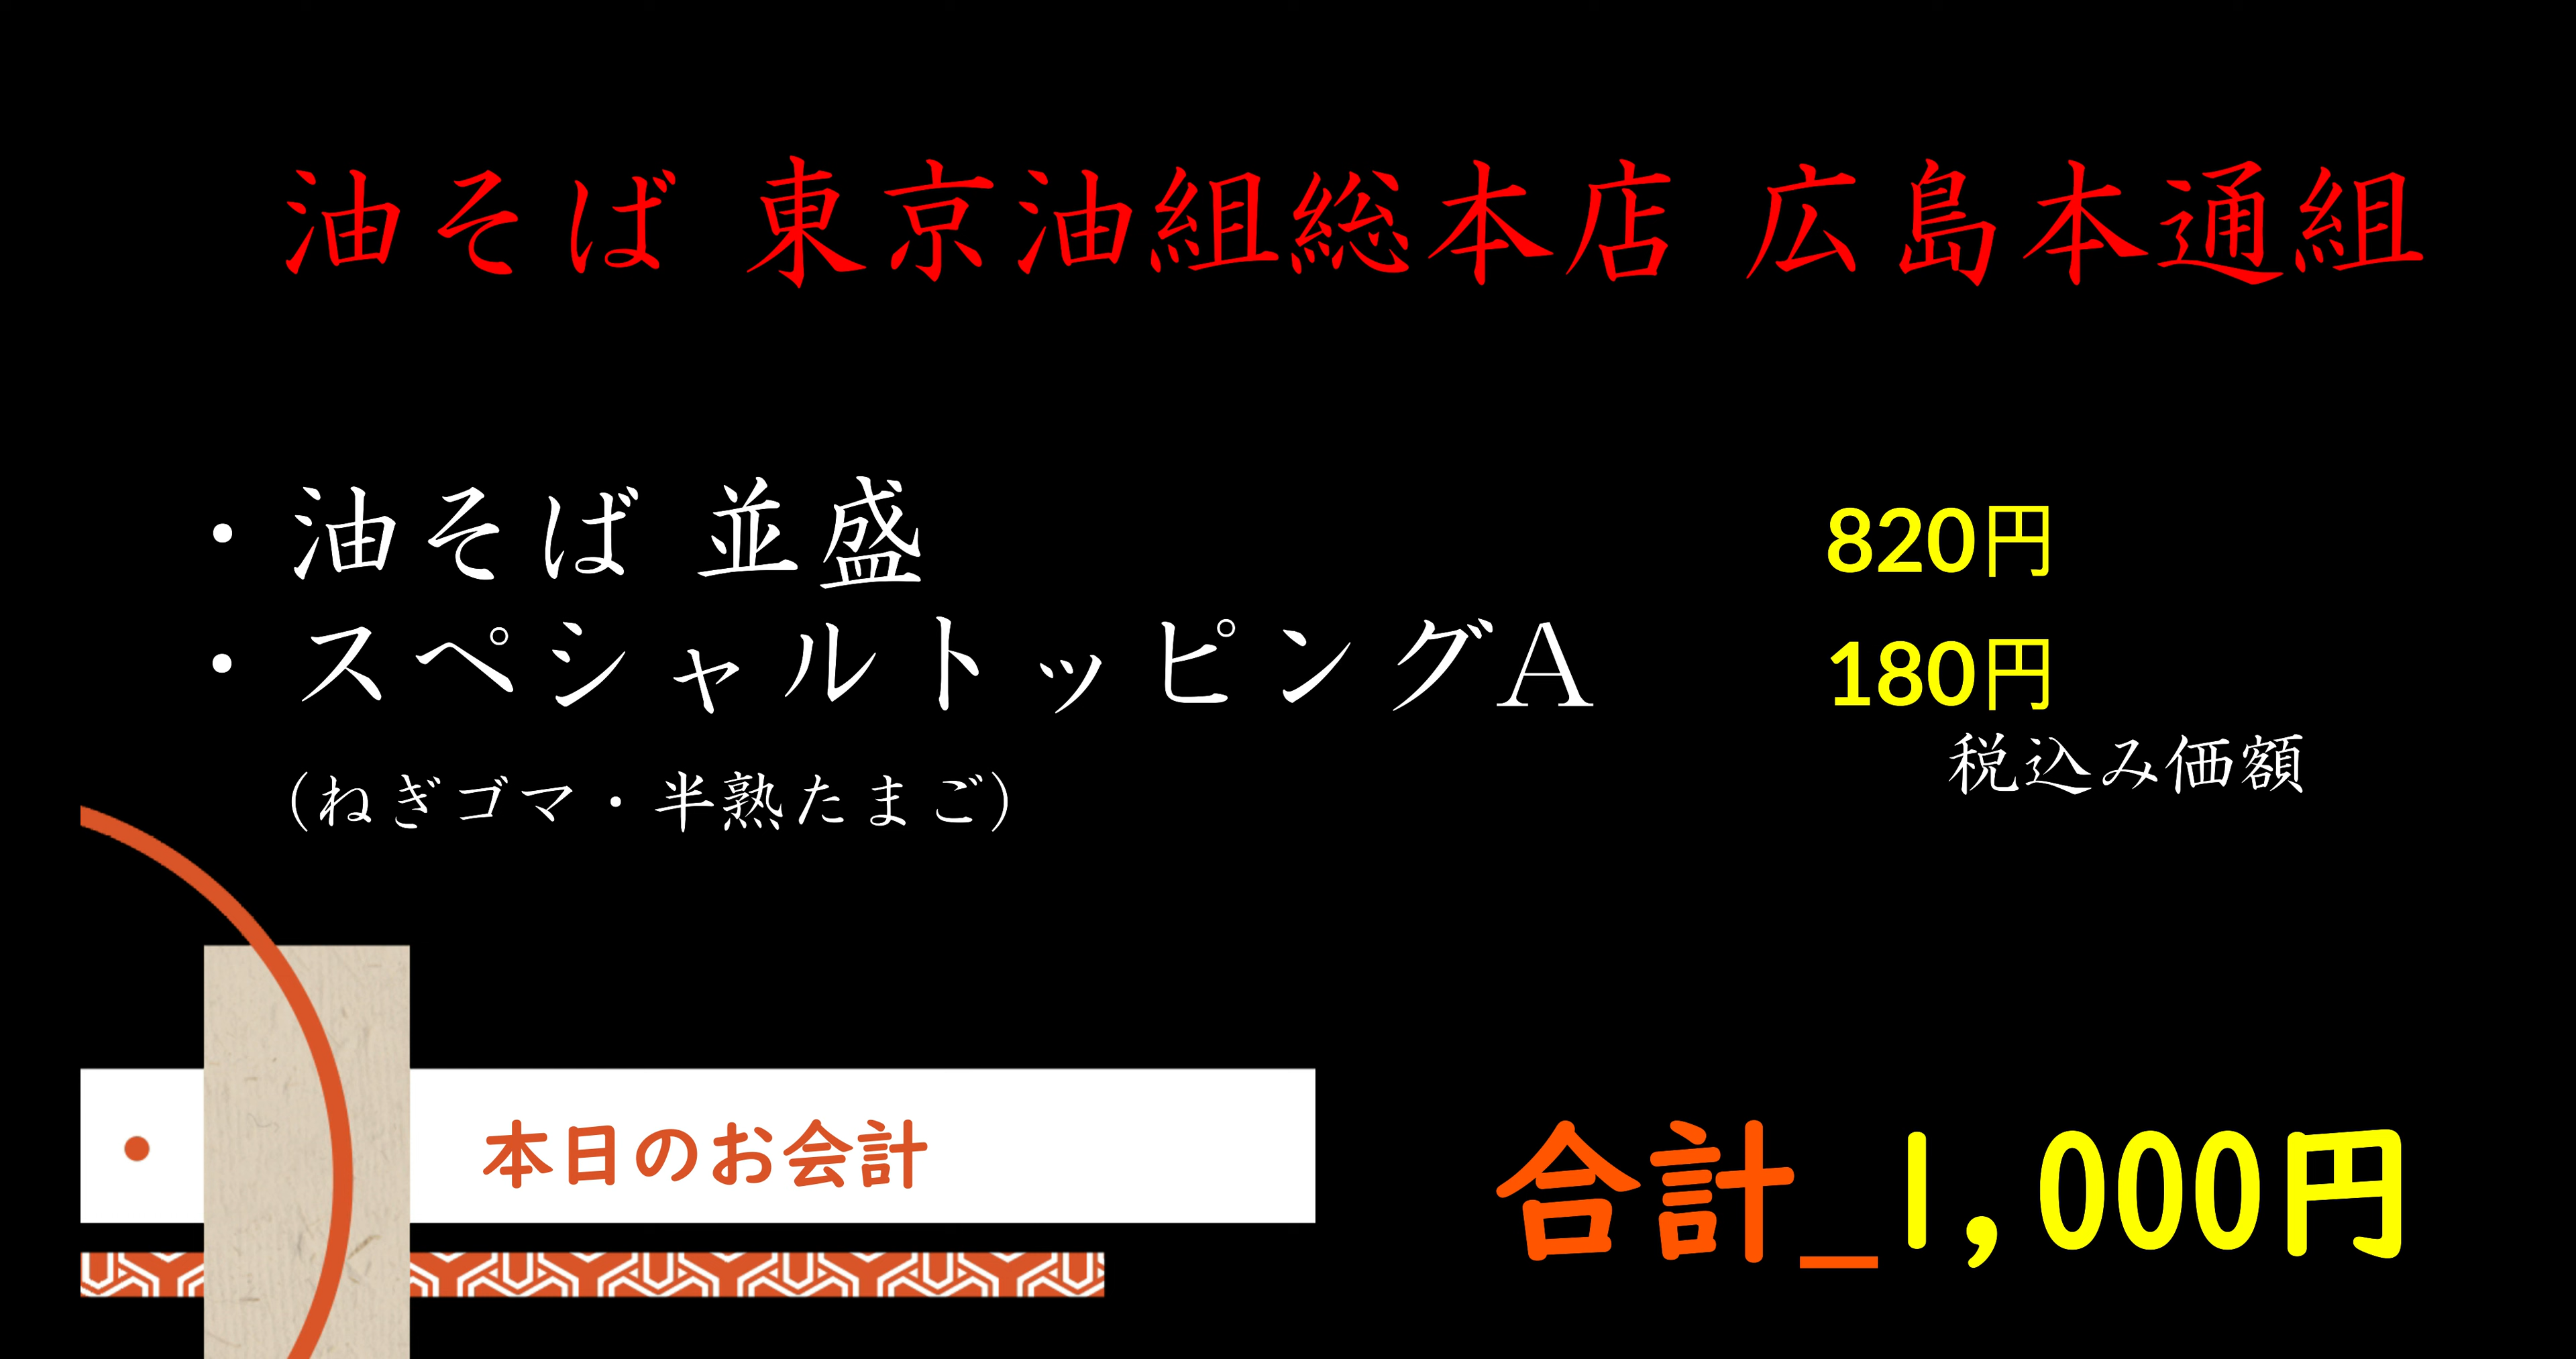 油そば 東京油組総本店 広島本通組
・油そば 並盛 820円
・スペシャルトッピングA 180円
税込み価額
(ねぎゴマ・半熟たまご)
本日のお会計
合計_1,000円